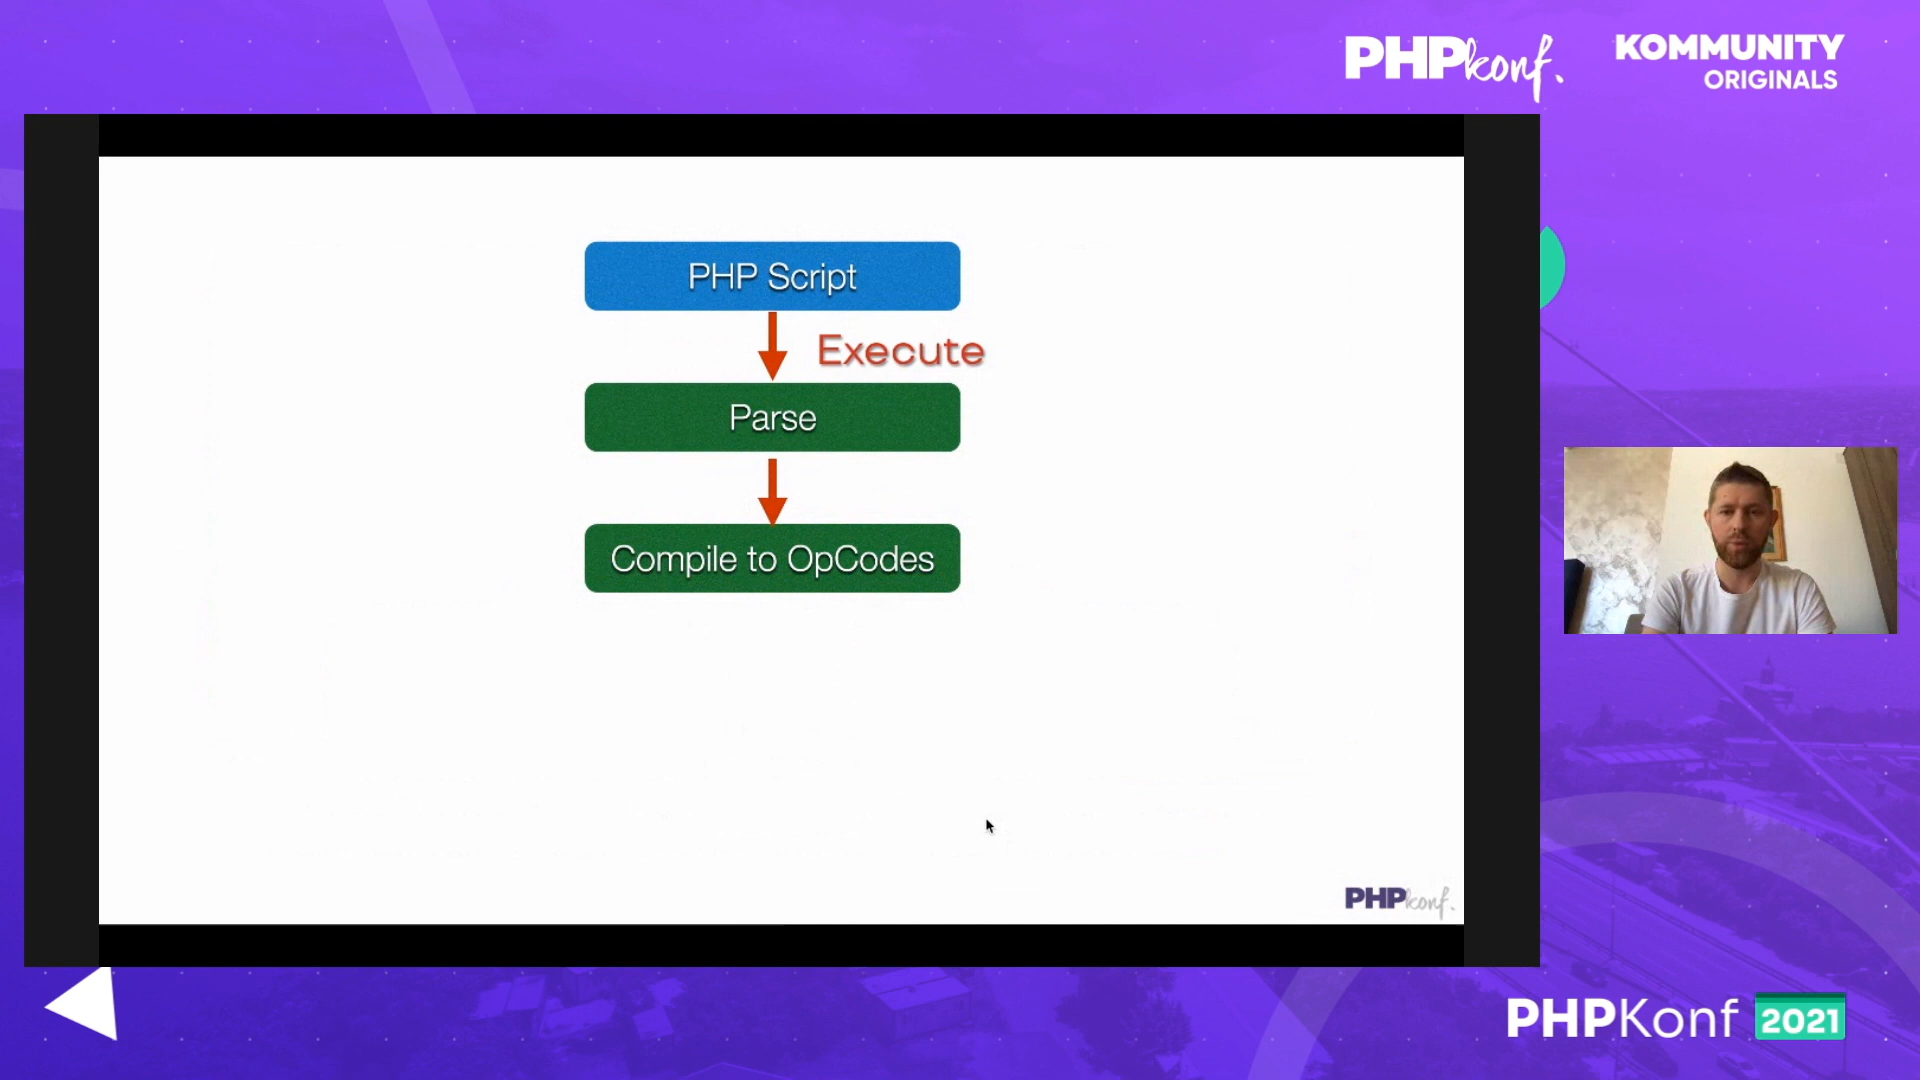 PHPkonf.
KOMMUNITY
ORIGINALS
PHP Script
Execute
Parse
Compile to OpCodes
PHPkonf.
PHPKonf 2021